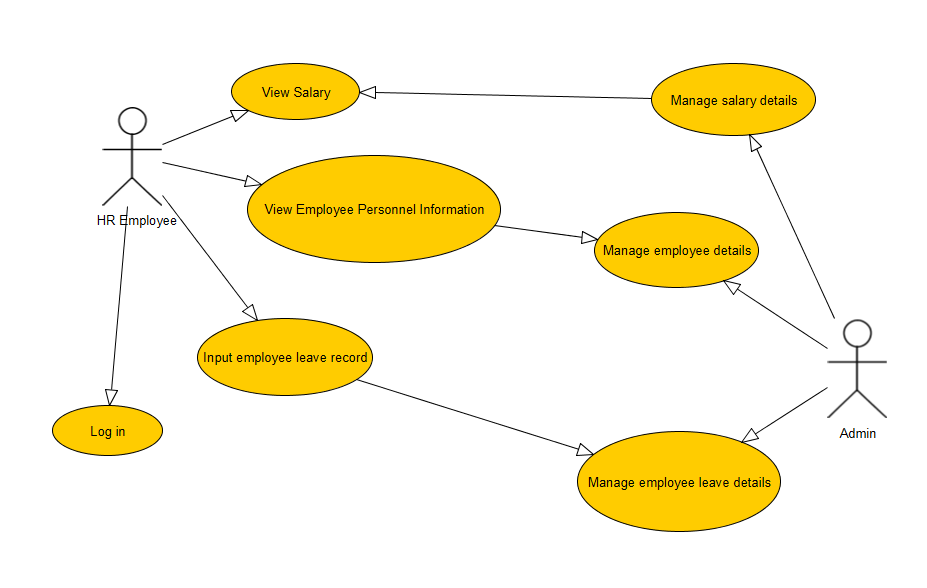 View Salary
Manage salary details
HR Employee
View Employee Personnel Information
Manage employee details
Input employee leave record
Log in
Admin
Manage employee leave details